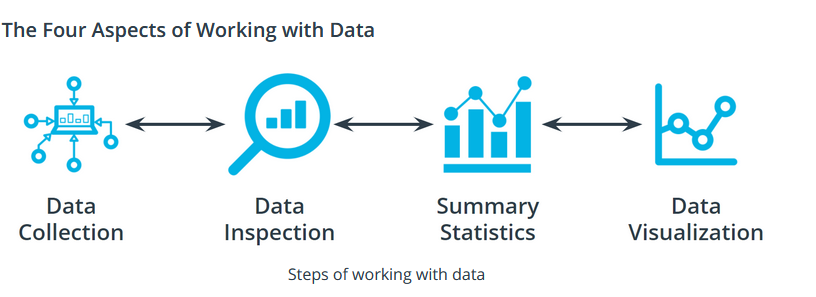 The Four Aspects of Working with Data
Data
Collection
Data
Inspection
Summary
Statistics
Data
Visualization
Steps of working with data